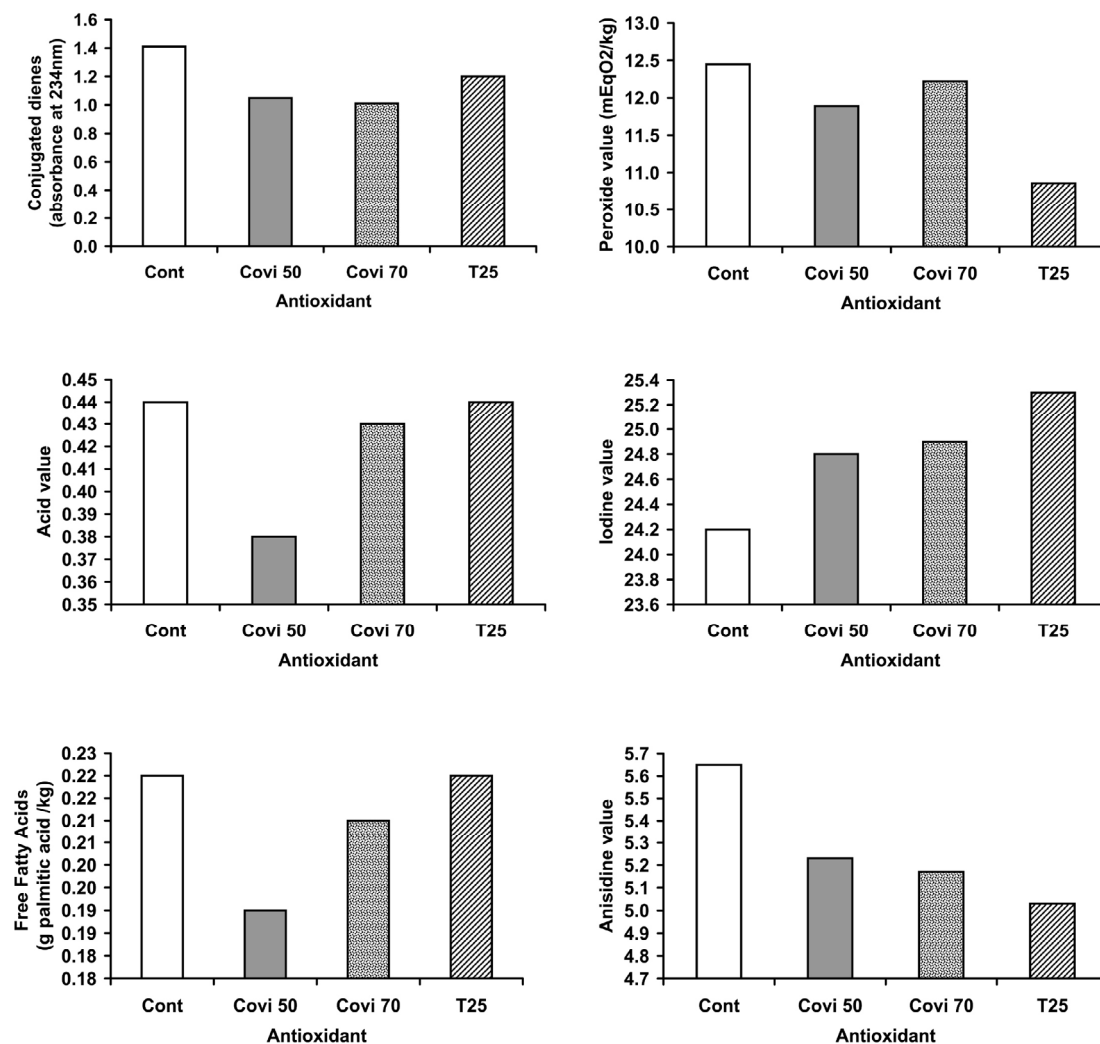 Conjugated dienes
(absorbance at 234nm)
1.6
1.4
1.2
1.0
0.8
0.6
0.4
0.2
0.0
Cont Covi 50 Covi 70 T25
Antioxidant
Peroxide value (mEqO2/kg)
13.0
12.5
12.0
11.5
11.0
10.5
10.0
Cont Covi 50 Covi 70 T25
Antioxidant
Acid value
0.45
0.44
0.43
0.42
0.41
0.40
0.39
0.38
0.37
0.36
0.35
Cont Covi 50 Covi 70 T25
Antioxidant
Iodine value
25.4
25.2
25.0
24.8
24.6
24.4
24.2
24.0
23.8
23.6
Cont Covi 50 Covi 70 T25
Antioxidant
Free Fatty Acids
(g palmitic acid /kg)
0.23
0.22
0.22
0.21
0.21
0.20
0.20
0.19
0.19
0.18
0.18
Cont Covi 50 Covi 70 T25
Antioxidant
Anisidine value
5.7
5.6
5.5
5.4
5.3
5.2
5.1
5.0
4.9
4.8
4.7
Cont Covi 50 Covi 70 T25
Antioxidant